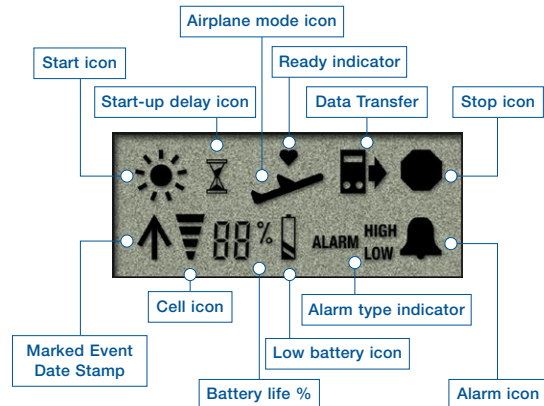 Airplane mode icon
Start icon
Ready indicator
Start-up delay icon
Data Transfer
Stop icon
88%
ALARM HIGH
LOW
Cell icon
Alarm type indicator
Marked Event
Date Stamp
Low battery icon
Battery life %
Alarm icon